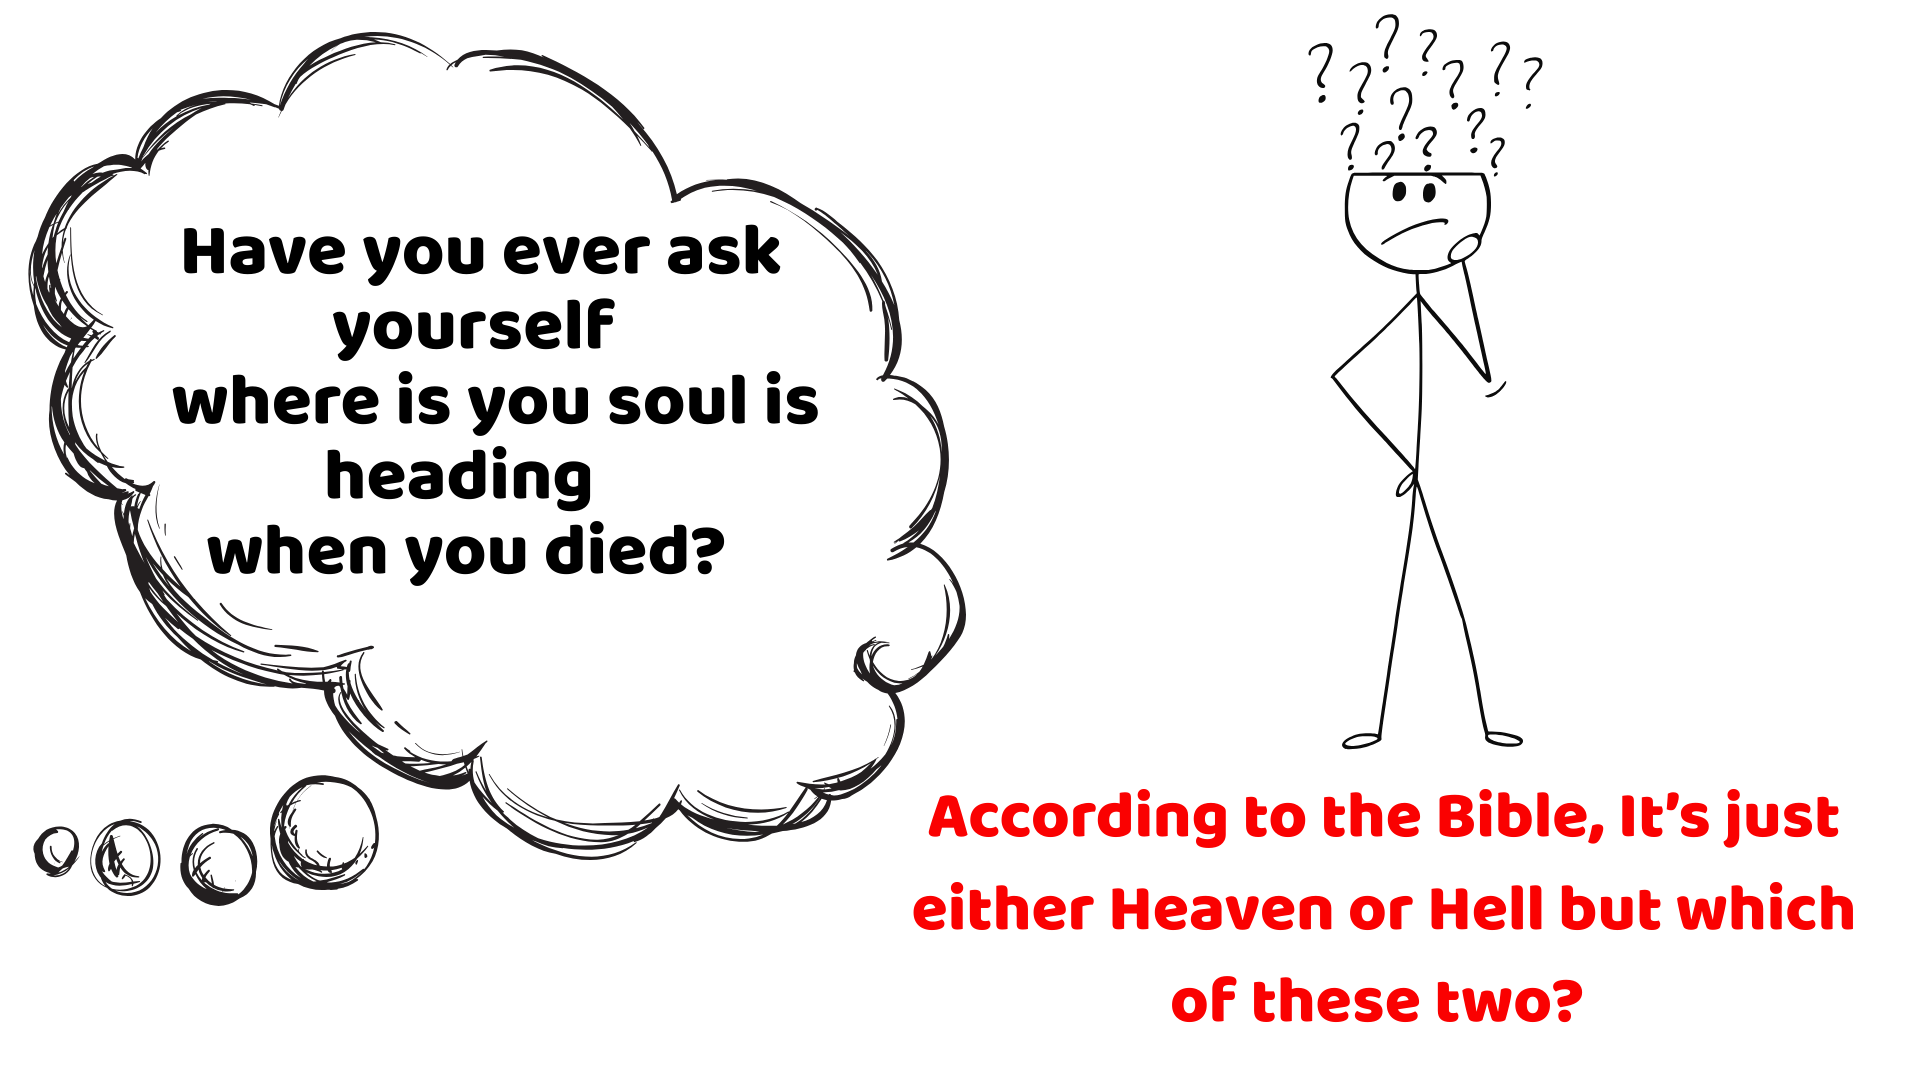 Have you ever ask
yourself
where is you soul is
heading
when you died?
According to the Bible, It's just
either Heaven or Hell but which
of these two?